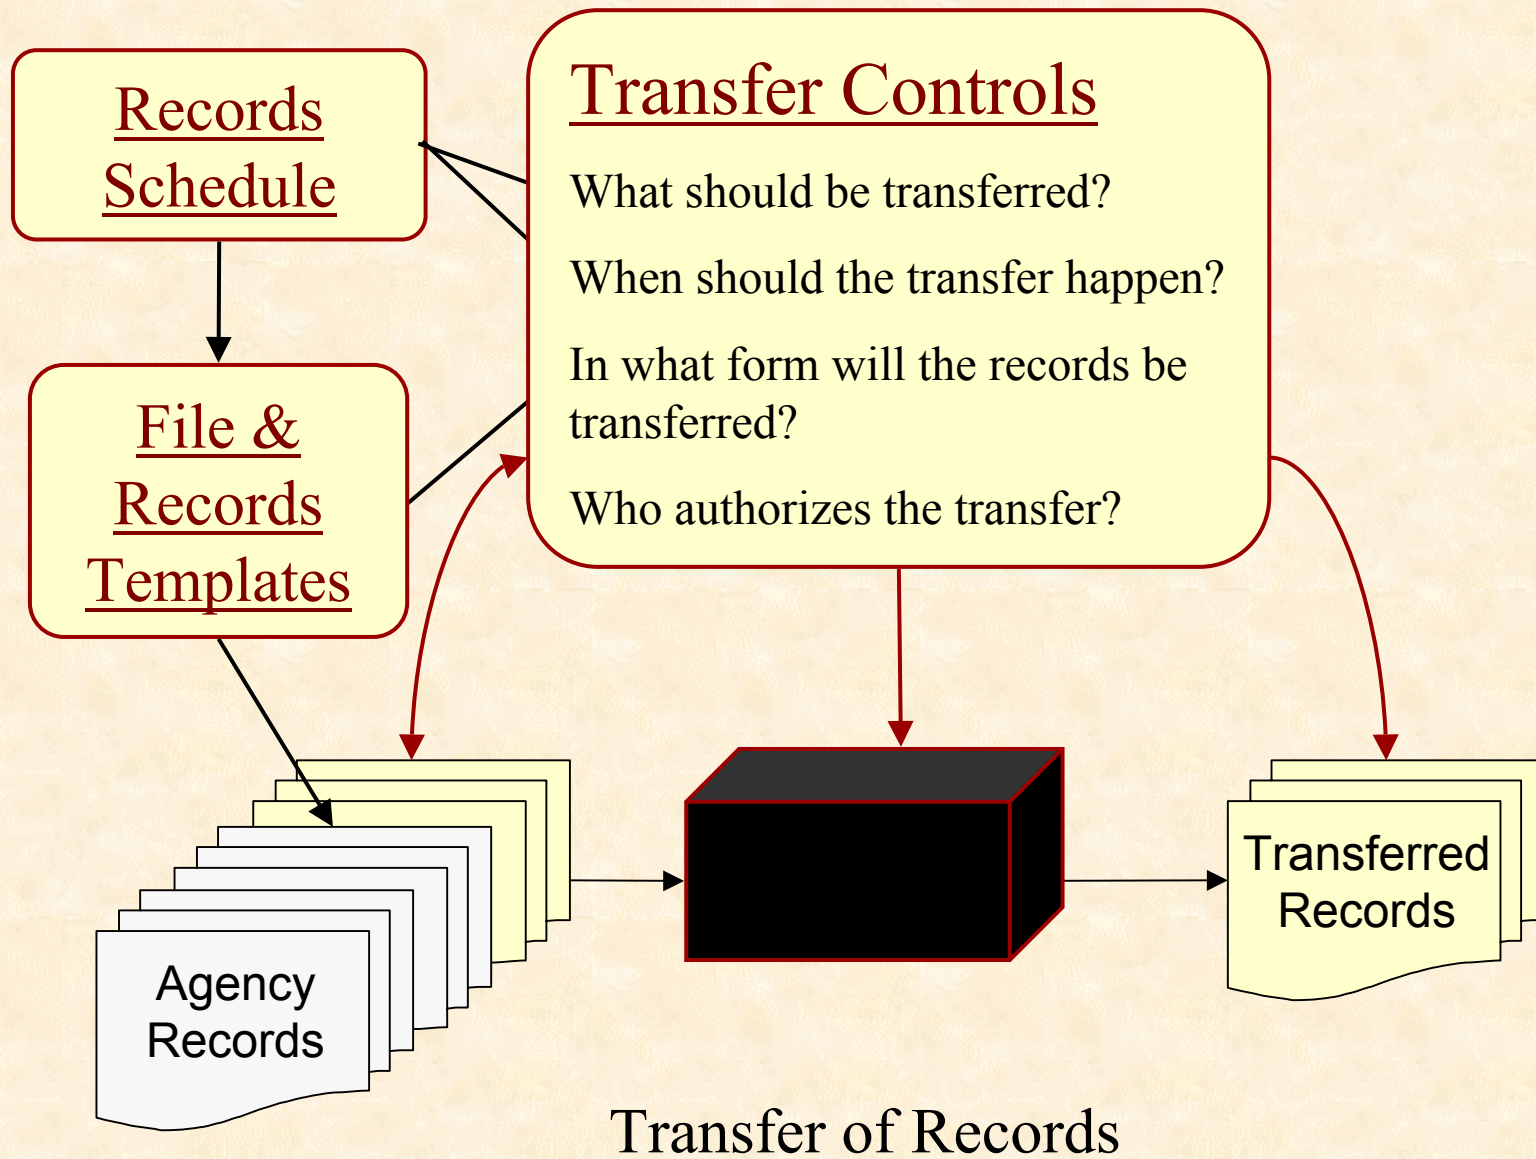 Records
Schedule
Transfer Controls
What should be transferred?
When should the transfer happen?
In what form will the records be
transferred?
Who authorizes the transfer?
File &
Records
Templates
Agency
Records
Transferred
Records
Transfer of Records